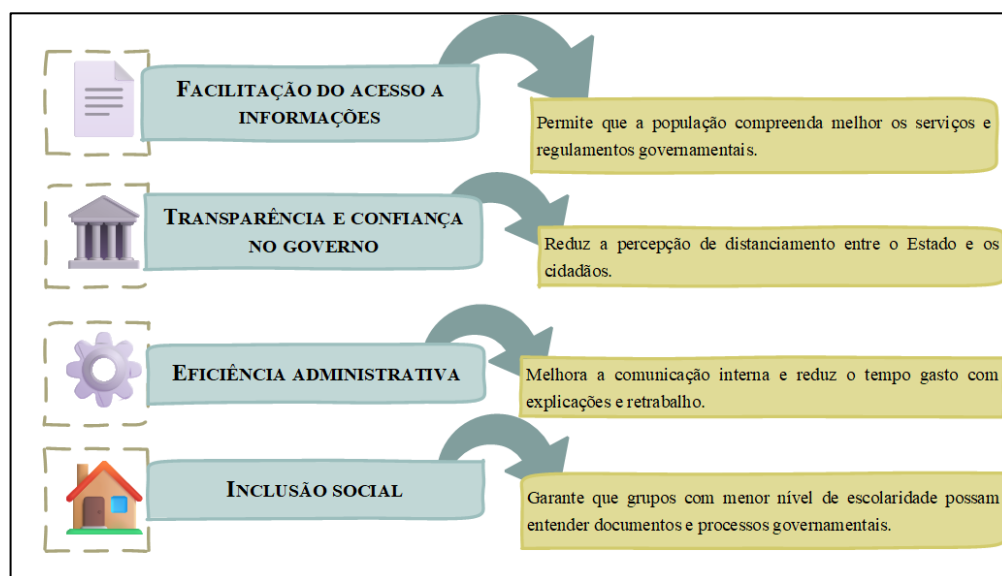 FACILITAÇÃO DO ACESSO A
INFORMAÇÕES
Permite que a população compreenda melhor os serviços e
regulamentos governamentais.
TRANSPARÊNCIA E CONFIANÇA
NO GOVERNO
Reduz a percepção de distanciamento entre o Estado e os
cidadãos.
EFICIÊNCIA ADMINISTRATIVA
Melhora a comunicação interna e reduz o tempo gasto com
explicações e retrabalho.
INCLUSÃO SOCIAL
Garante que grupos com menor nível de escolaridade possam
entender documentos e processos governamentais.